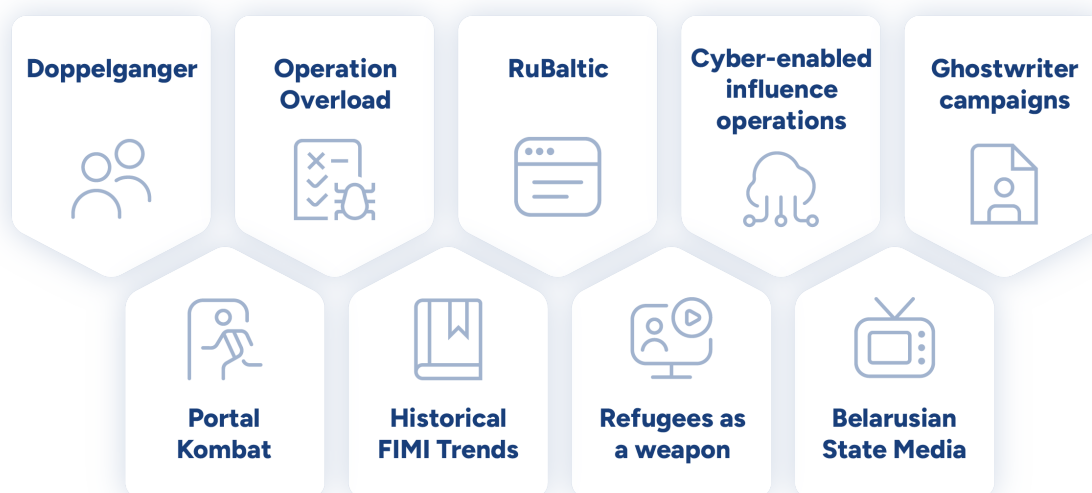 Doppelganger
Operation
Overload
RuBaltic
Cyber-enabled
influence
operations
Ghostwriter
campaigns
Portal
Kombat
Historical
FIMI Trends
Refugees as
a weapon
Belarusian
State Media